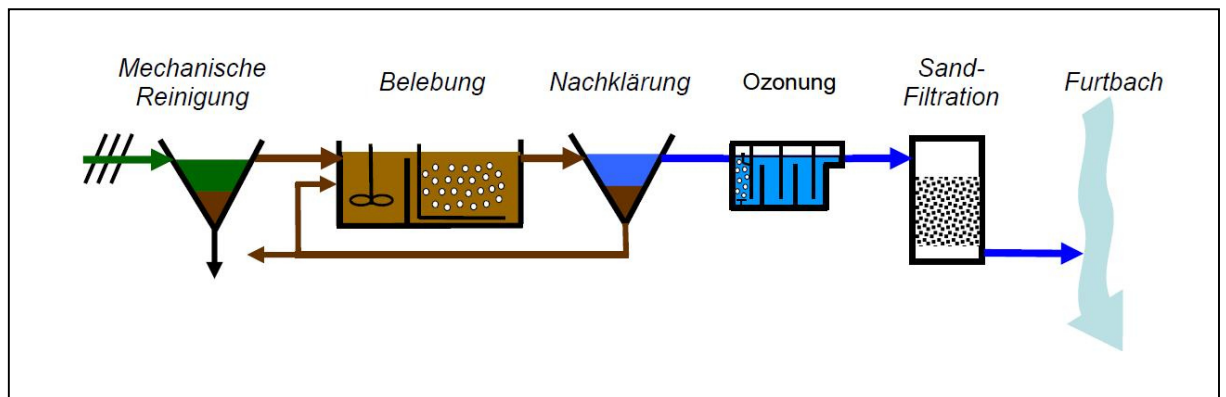 Mechanische
Reinigung
Belebung
Nachklärung
Ozonung
Sand-
Filtration
Furtbach